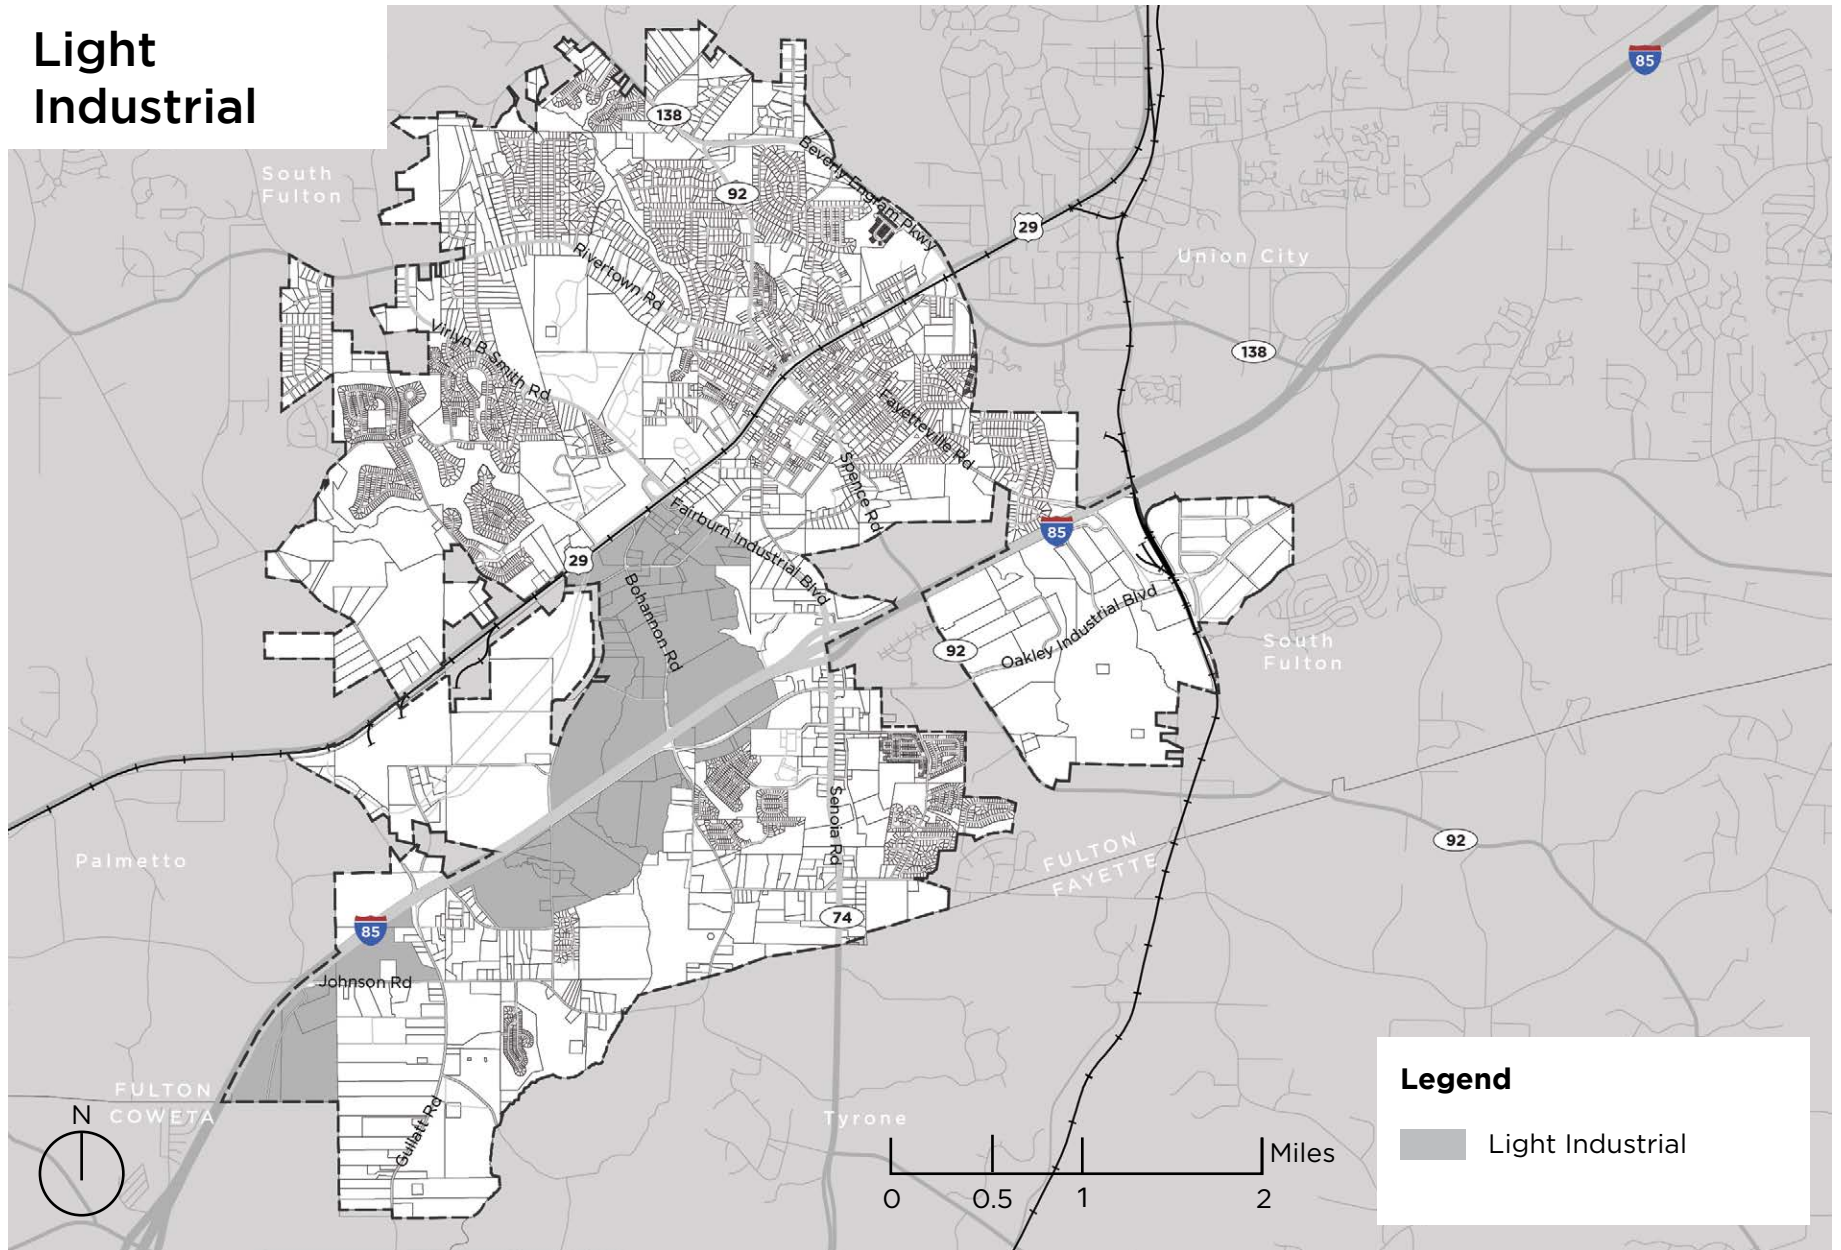 Light
Industrial
85
138
South
Fulton
Beverly Engram Pkwy
92
29
Union City
Rivertown Rd
138
Virlyn B Smith Rd
Fayetteville Rd
Spence Rd
Fairburn Industrial Blvd
85
29
Bohannon Rd
Oakley Industrial Blvd
92
South
Fulton
Senoia Rd
92
FULTON
FAYETTE
Palmetto
74
85
Johnson Rd
FULTON
COWETA
Gullatt Rd
Tyrone
N
Miles
0
0.5
1
2
Legend
Light Industrial